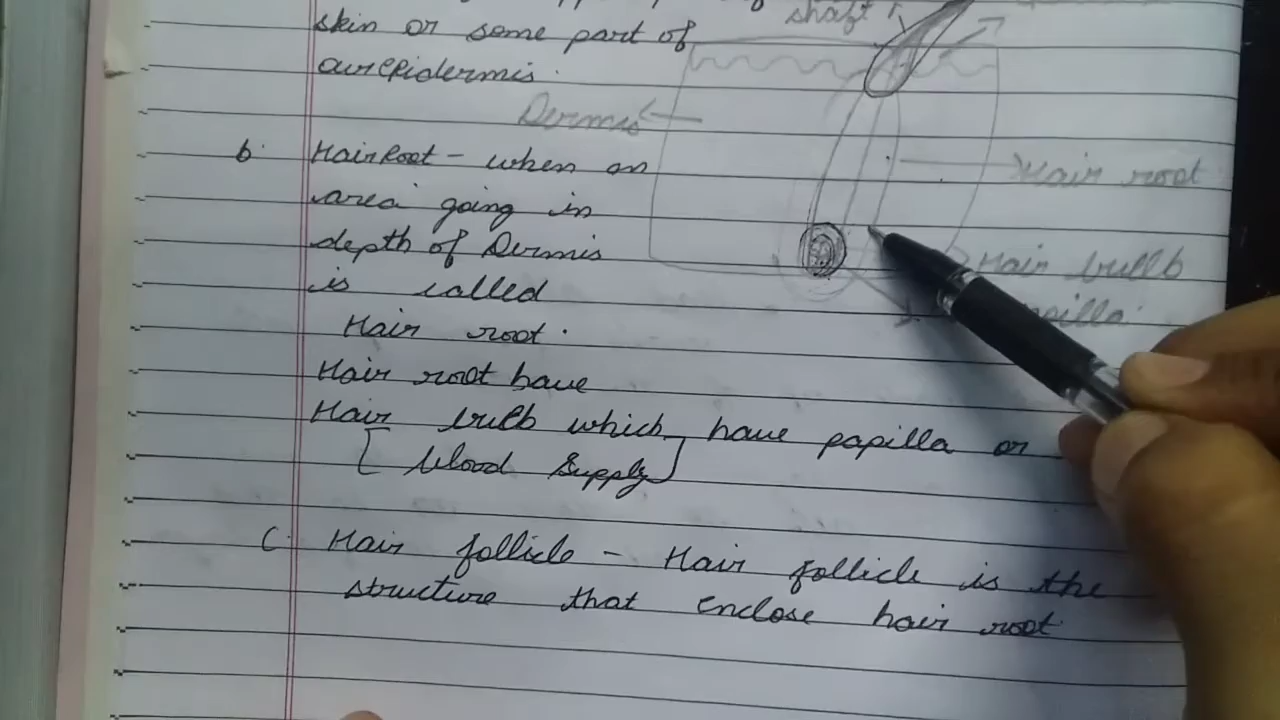 shaft
skin or some part of
our epidermis.
Dermis
b. Hair Root - when an
area going in
depth of Dermis
is called
Hair root.
Hair root
Hair bulb
papilla.
Hair root have
Hair bulb which have papilla or
[blood supply]
c. Hair follicle - Hair follicle is the
structure that enclose hair root.